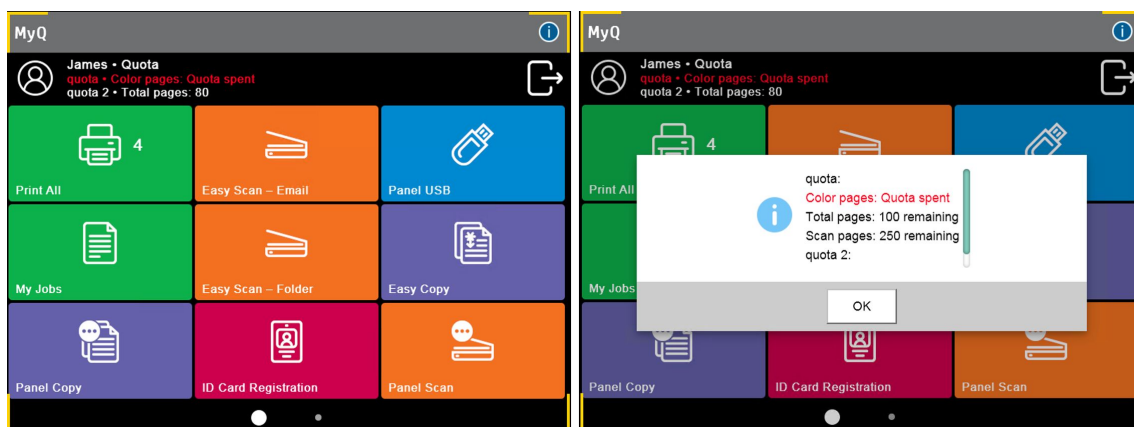 MyQ
James • Quota
quota • Color pages: Quota spent
quota 2 • Total pages: 80
4
Print All
Easy Scan – Email
Panel USB
My Jobs
Easy Scan – Folder
Easy Copy
Panel Copy
ID Card Registration
Panel Scan
MyQ
James • Quota
quota • Color pages: Quota spent
quota 2 • Total pages: 80
4
Print All
quota:
Color pages: Quota spent
Total pages: 100 remaining
Scan pages: 250 remaining
quota 2:
My Jobs
OK
Panel Copy
ID Card Registration
Panel Scan